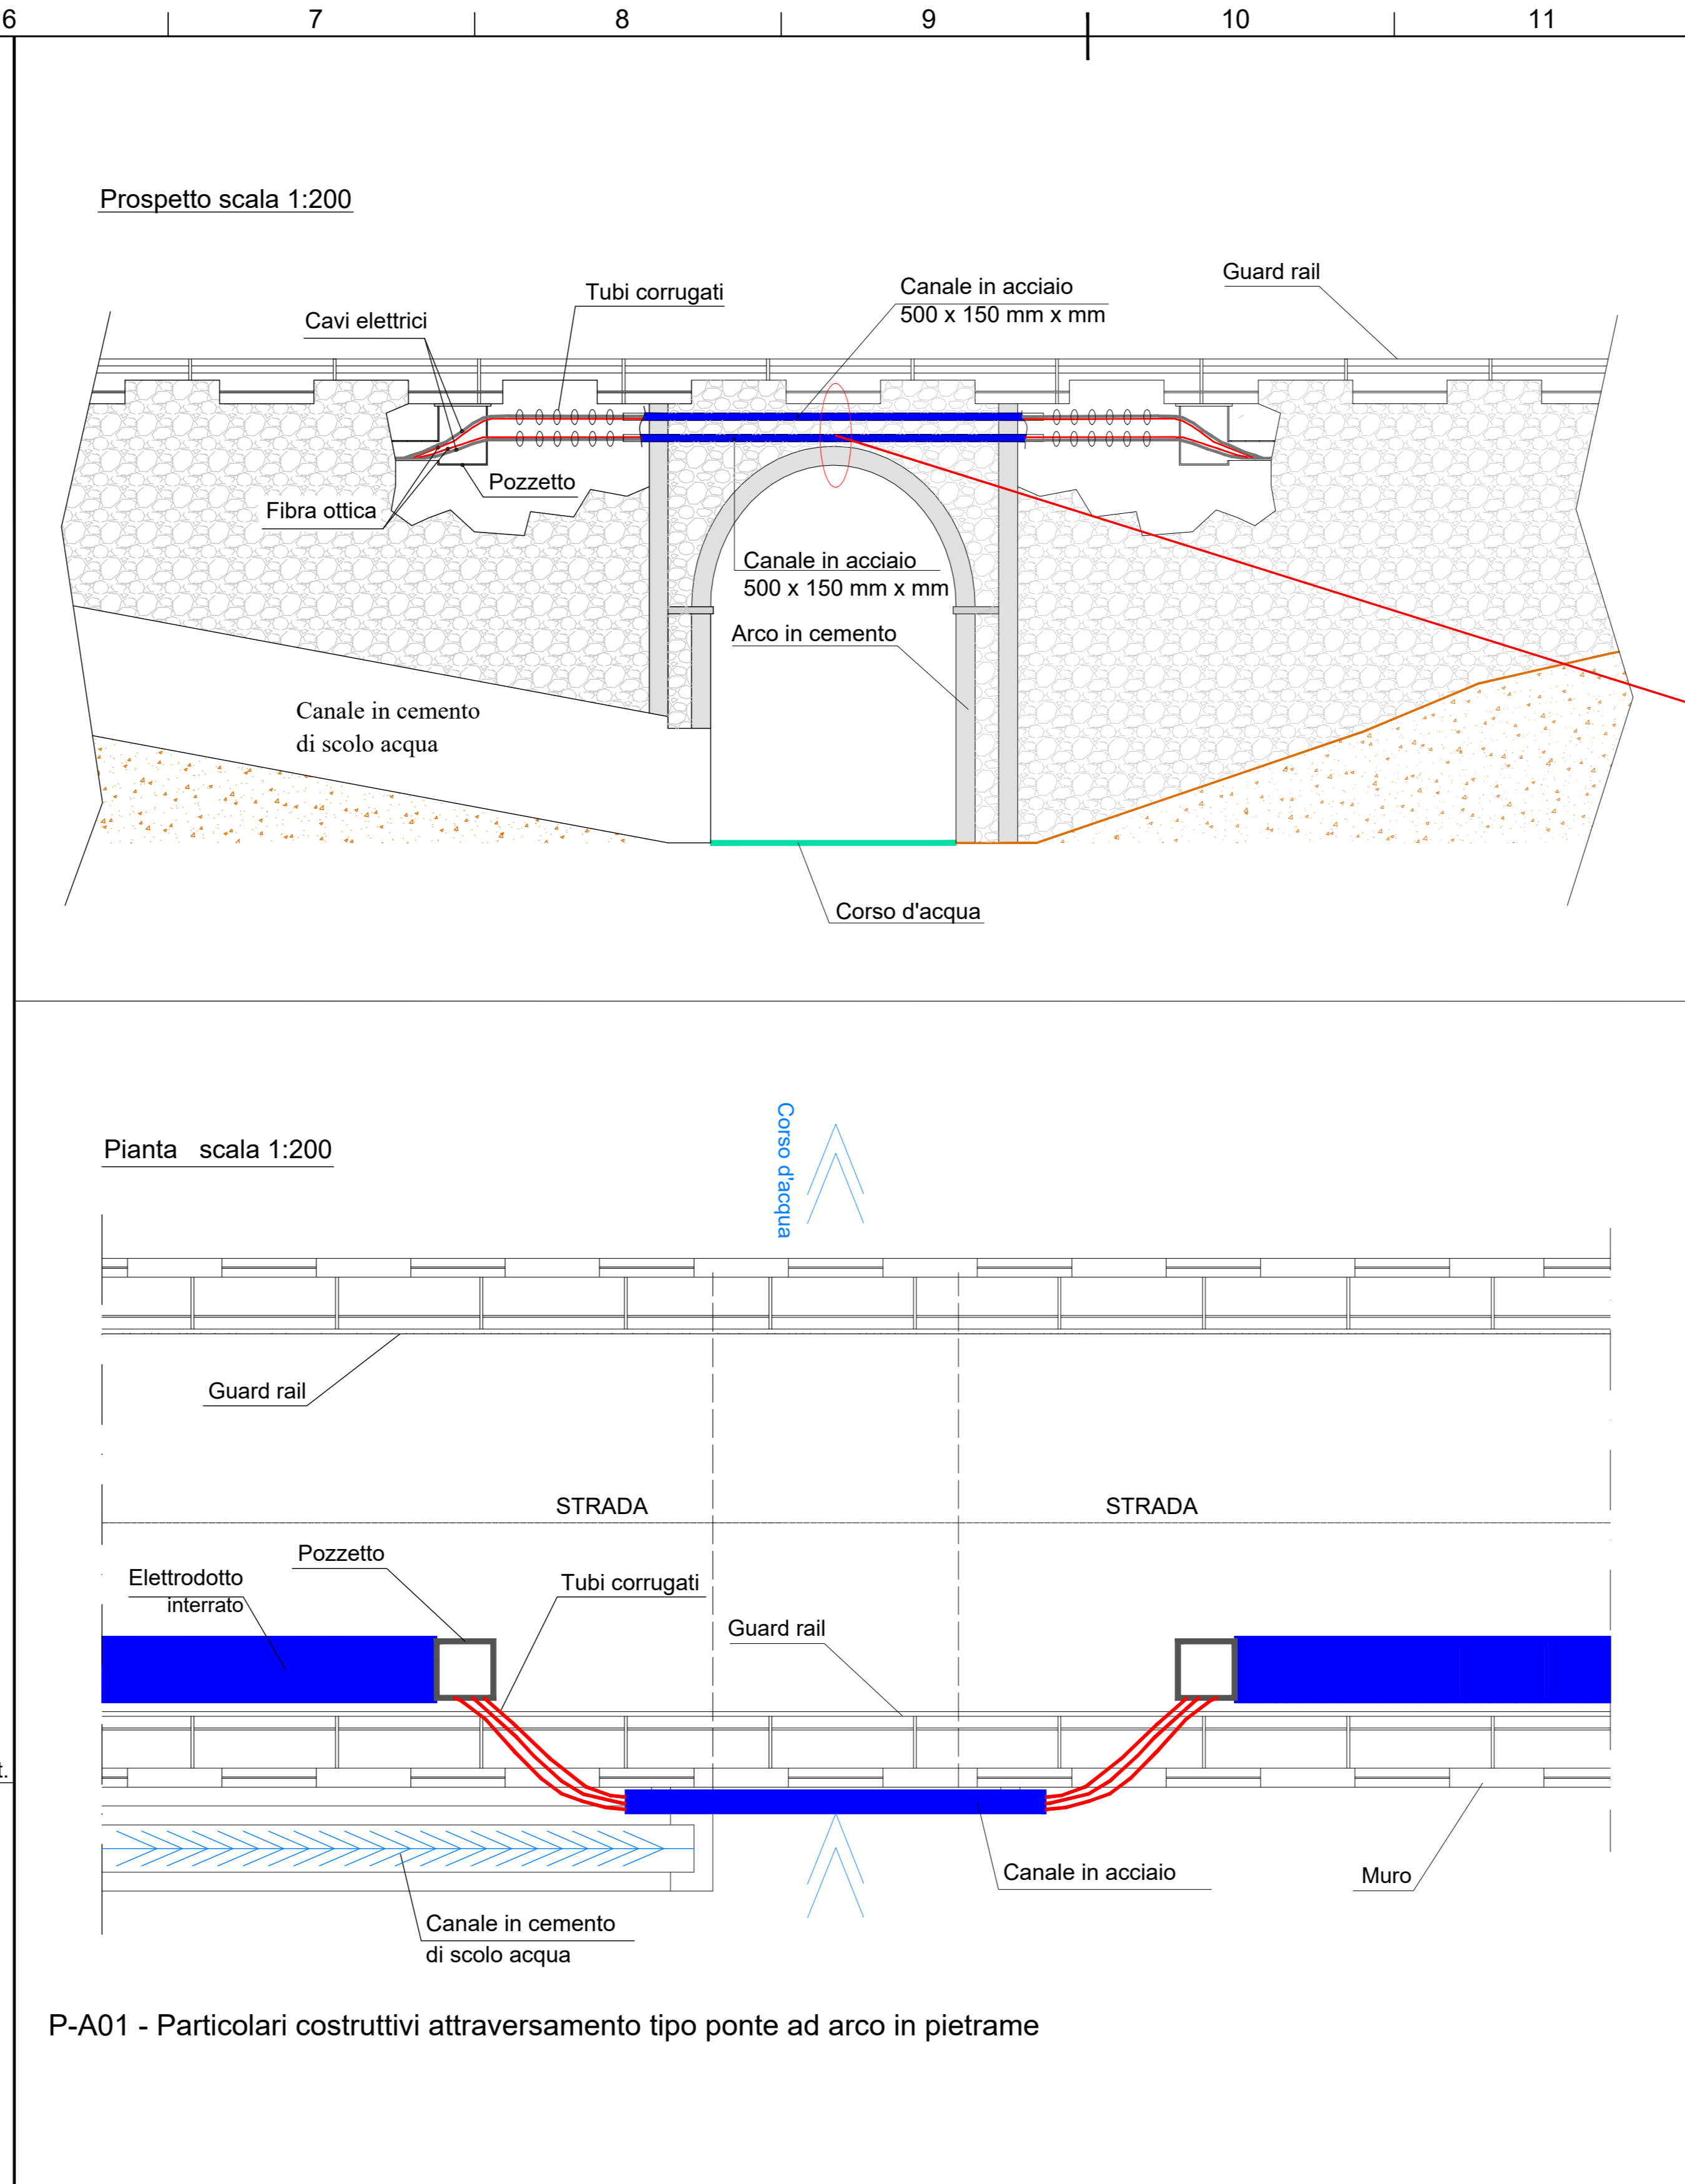 6 7 8 9 10 11
Prospetto scala 1:200
Guard rail
Canale in acciaio
500 x 150 mm x mm
Tubi corrugati
Cavi elettrici
Pozzetto
Fibra ottica
Canale in acciaio
500 x 150 mm x mm
Arco in cemento
Canale in cemento
di scolo acqua
Corso d'acqua
Pianta scala 1:200
Corso d'acqua
Guard rail
STRADA STRADA
Pozzetto
Elettrodotto
interrato
Tubi corrugati
Guard rail
t.
Canale in acciaio
Muro
Canale in cemento
di scolo acqua
P-A01 - Particolari costruttivi attraversamento tipo ponte ad arco in pietrame